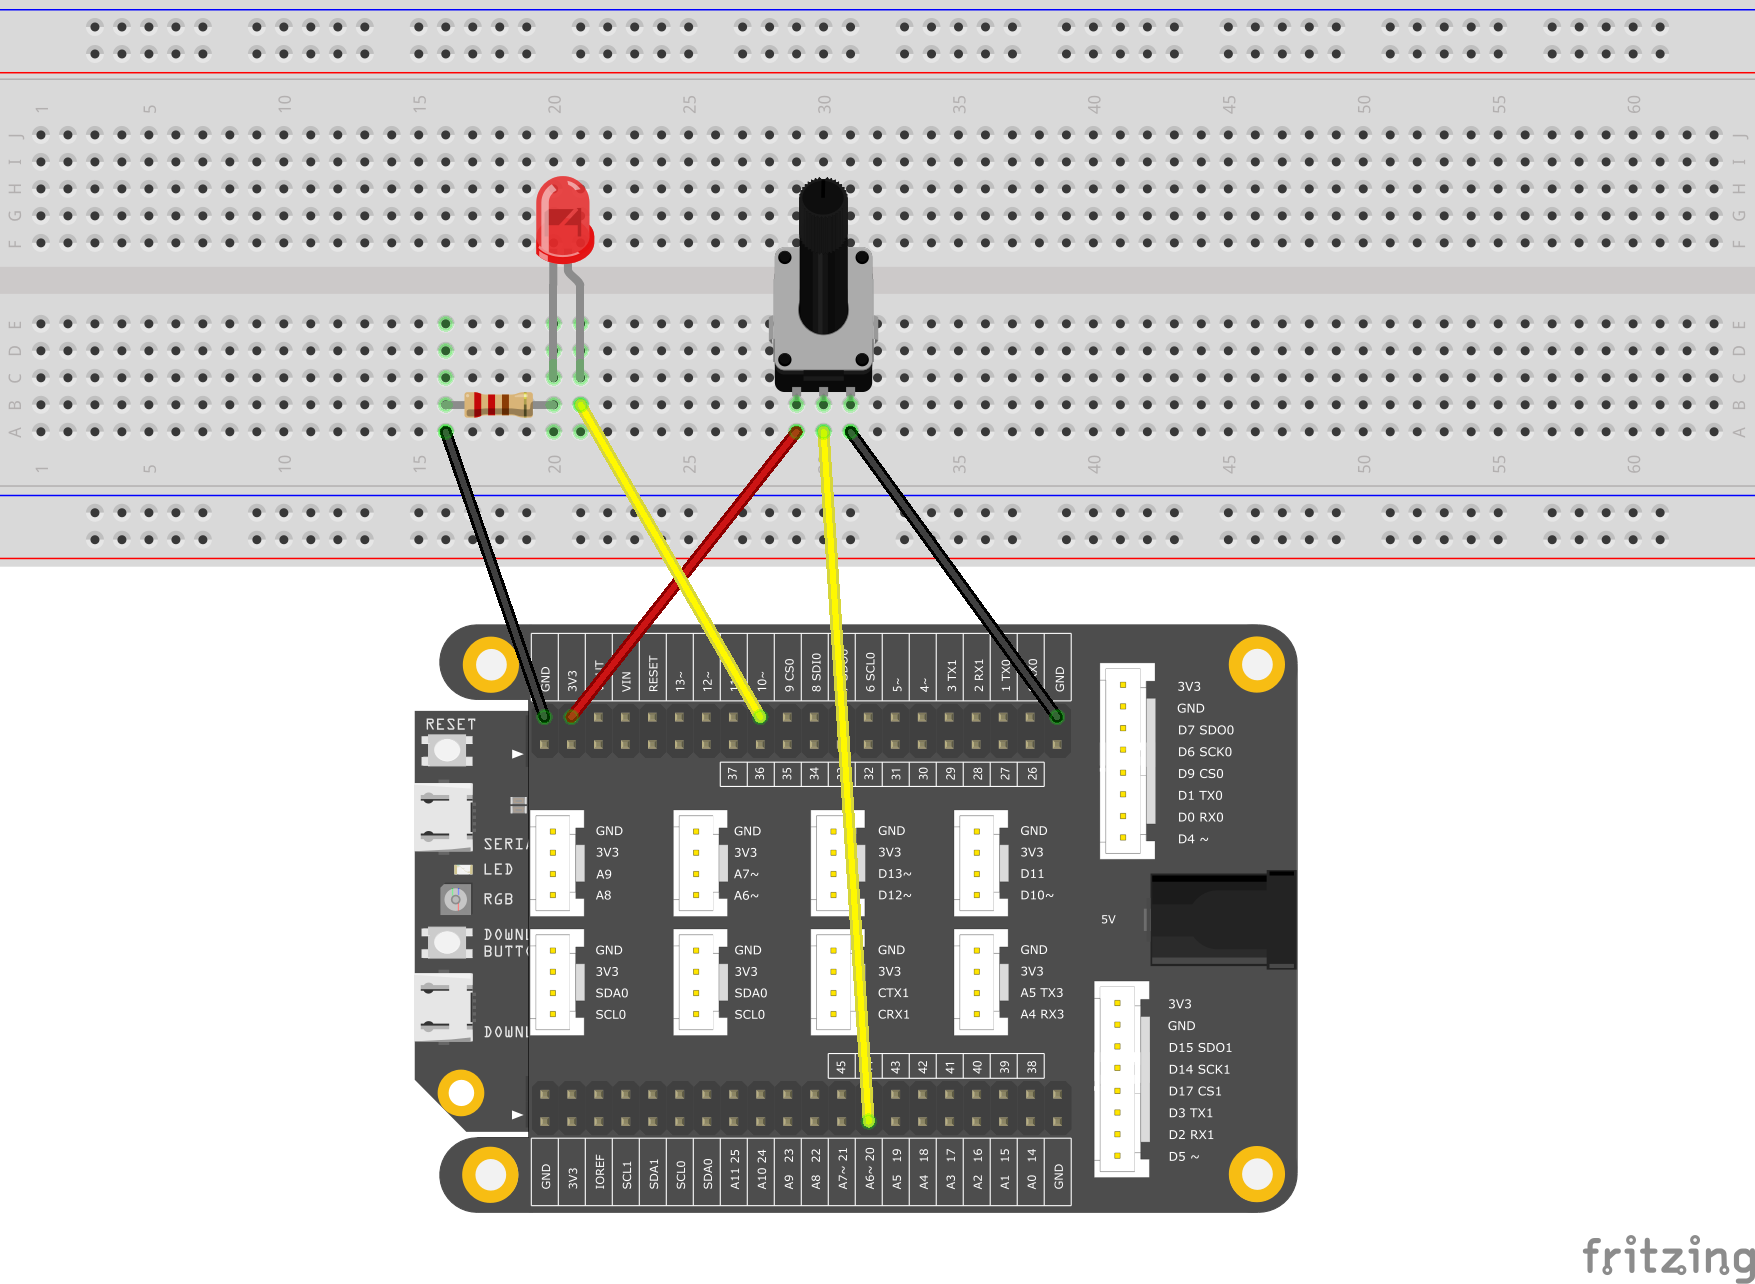 1 5 10 15 20 25 30 35 40 45 50 55 60
J J
I I
H H
G G
F F
E E
D D
C C
B B
A A
1 5 10 15 20 25 35 40 45 50 55 60
GND 3V3 VIN RESET 13~ 12~ 10~ 9 CS0 8 SDI0 6 SCL0 5~ 4~ 3 TX1 2 RX1 1 TX0 GND
37 36 35 34 32 31 30 29 28 27 26
RESET
LED
RGB
GND
3V3
A9
A8
GND
3V3
A7~
A6~
GND
3V3
D13~
D12~
GND
3V3
D11
D10~
GND
3V3
SDA0
SCL0
GND
3V3
SDA0
SCL0
GND
3V3
CTX1
CRX1
GND
3V3
A5 TX3
A4 RX3
3V3
GND
D7 SDO0
D6 SCK0
D9 CS0
D1 TX0
D0 RX0
D4 ~
5V
3V3
GND
D15 SDO1
D14 SCK1
D17 CS1
D3 TX1
D2 RX1
D5 ~
45 43 42 41 40 39 38
GND 3V3 IOREF SCL1 SDA1 SCL0 SDA0 A11 25 A10 24 A9 23 A8 22 A7~ 21 A6~ 20 A5 19 A4 18 A3 17 A2 16 A1 15 A0 14 GND
fritzing